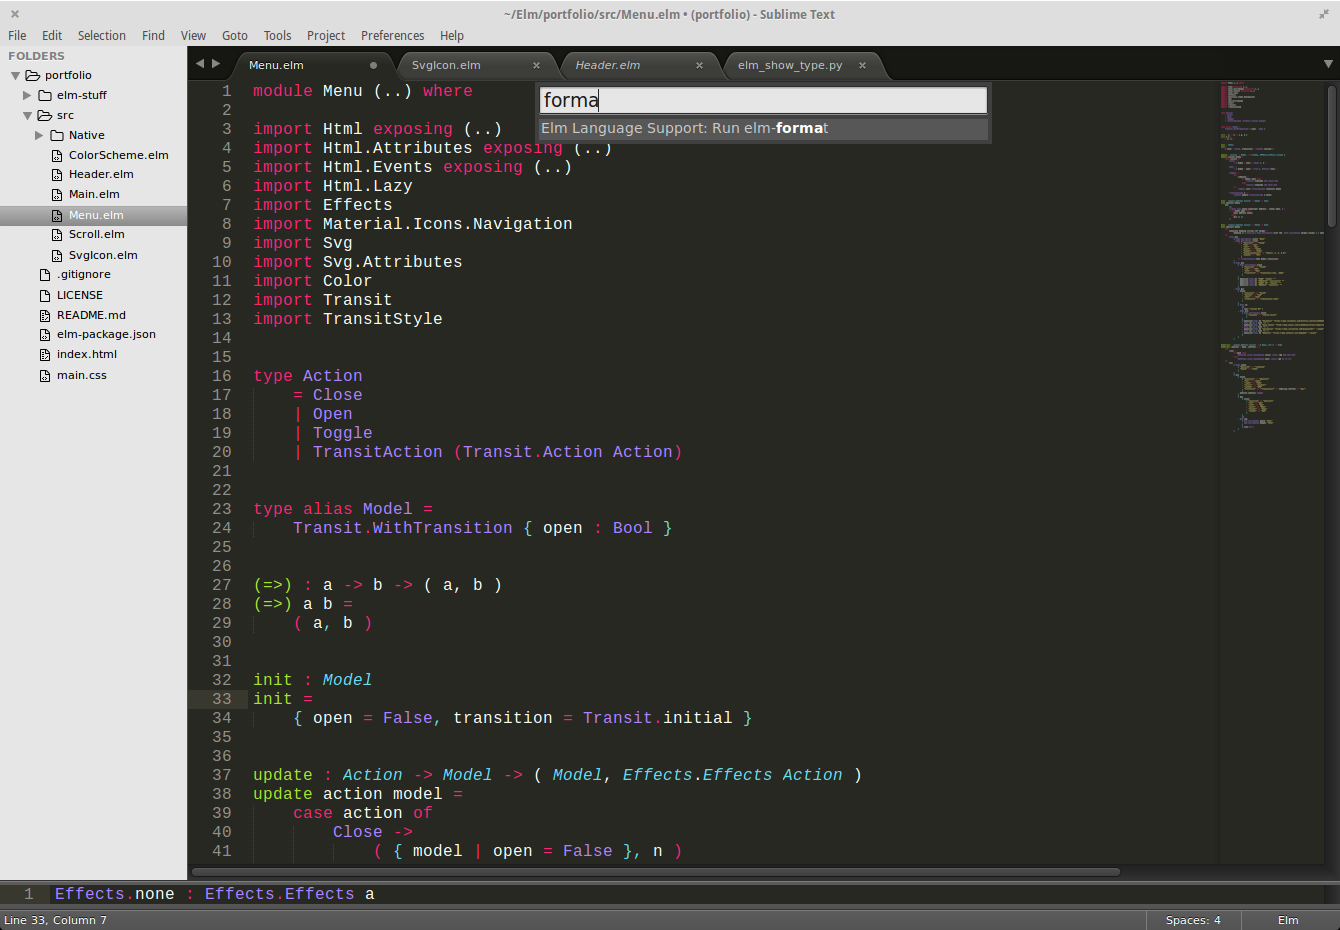 ~/Elm/portfolio/src/Menu.elm • (portfolio) - Sublime Text
File Edit Selection Find View Goto Tools Project Preferences Help
FOLDERS
portfolio
elm-stuff
src
Native
ColorScheme.elm
Header.elm
Main.elm
Menu.elm
Scroll.elm
SvgIcon.elm
.gitignore
LICENSE
README.md
elm-package.json
index.html
main.css
Menu.elm SvgIcon.elm × Header.elm × elm_show_type.py ×
forma
Elm Language Support: Run elm-format
1 module Menu (..) where
2
3 import Html exposing (..)
4 import Html.Attributes exposing (..)
5 import Html.Events exposing (..)
6 import Html.Lazy
7 import Effects
8 import Material.Icons.Navigation
9 import Svg
10 import Svg.Attributes
11 import Color
12 import Transit
13 import TransitStyle
14
15
16 type Action
17     = Close
18     | Open
19     | Toggle
20     | TransitAction (Transit.Action Action)
21
22
23 type alias Model =
24     Transit.WithTransition { open : Bool }
25
26
27 (=>) : a -> b -> ( a, b )
28 (=>) a b =
29     ( a, b )
30
31
32 init : Model
33 init =
34     { open = False, transition = Transit.initial }
35
36
37 update : Action -> Model -> ( Model, Effects.Effects Action )
38 update action model =
39     case action of
40         Close ->
41             ( { model | open = False }, n )
1 Effects.none : Effects.Effects a
Line 33, Column 7 Spaces: 4 Elm